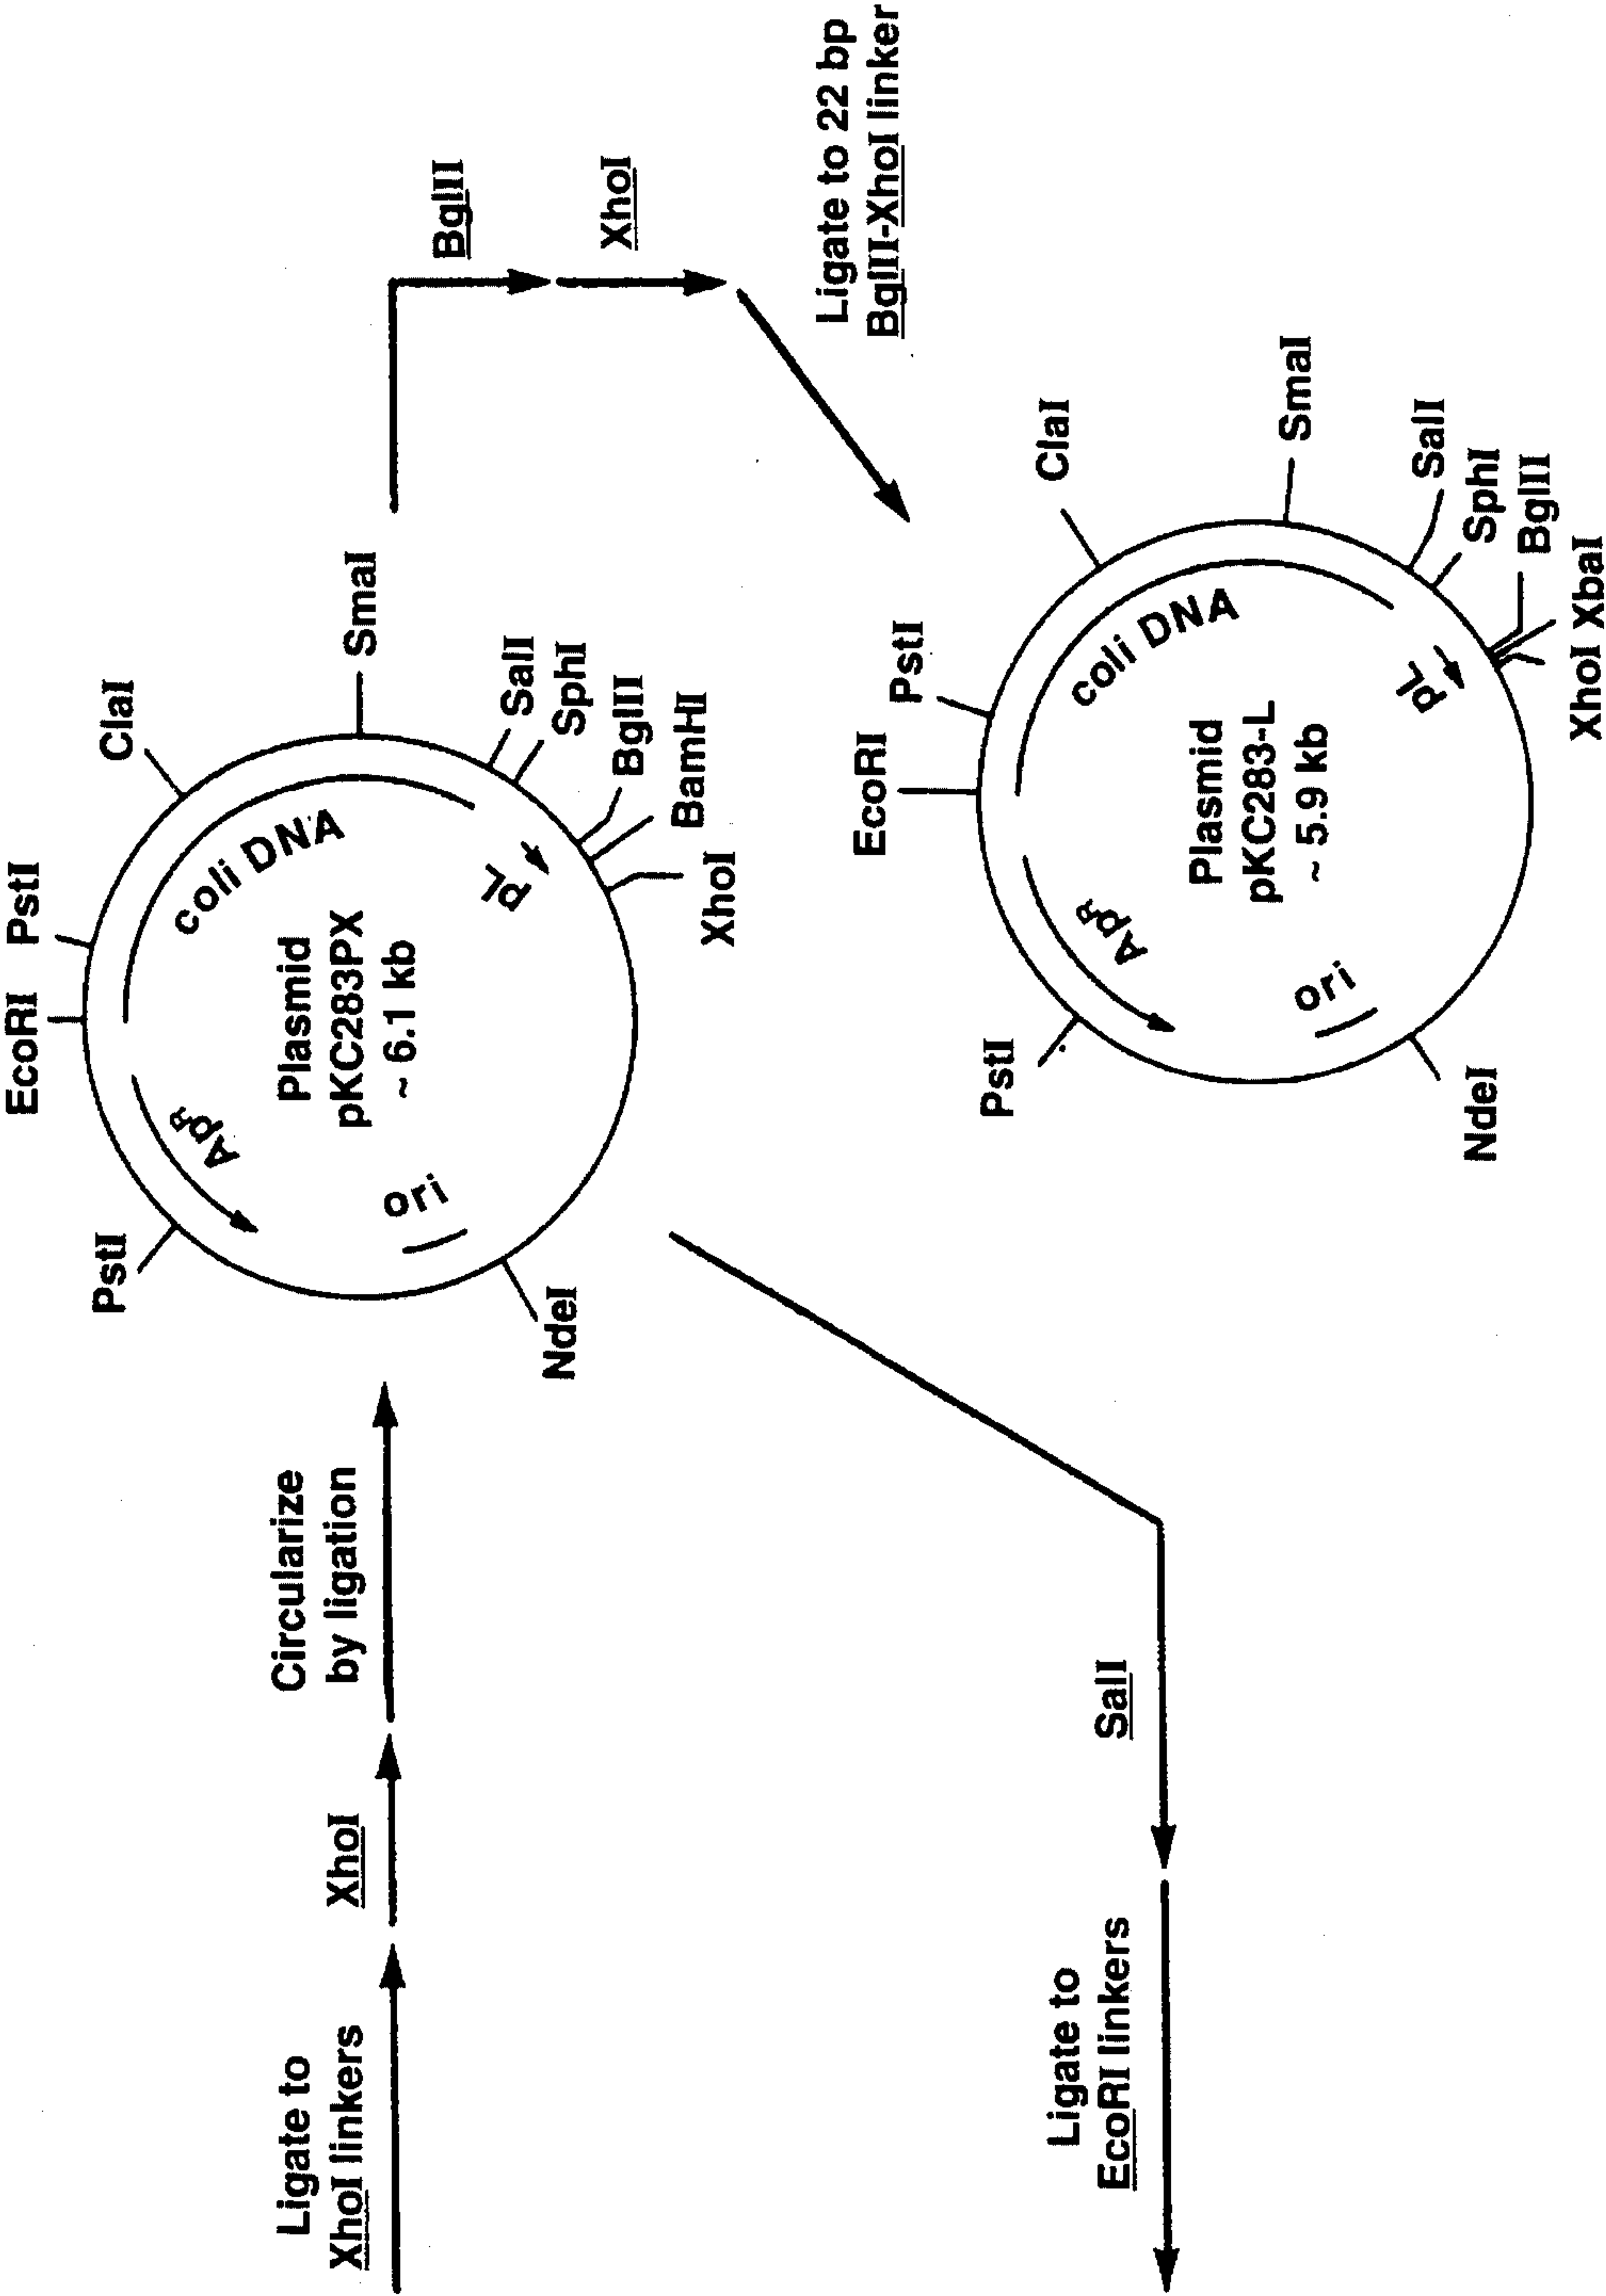 Ligate to
XhoI linkers
XhoI
Circularize
by ligation
EcoRI
PstI
ClaI
SmaI
SalI
SphI
BglII
BamHI
XhoI
NdeI
PstI
coli DNA
pL
ApR
ori
Plasmid
pKC283PX
~ 6.1 kb
BglII
XhoI
Ligate to 22 bp
BglII-XhoI linker
EcoRI
PstI
ClaI
SmaI
SalI
SphI
BglII
XbaI
XhoI
NdeI
PstI
coli DNA
pL
ApR
ori
Plasmid
pKC283-L
~ 5.9 kb
SalI
Ligate to
EcoRI linkers